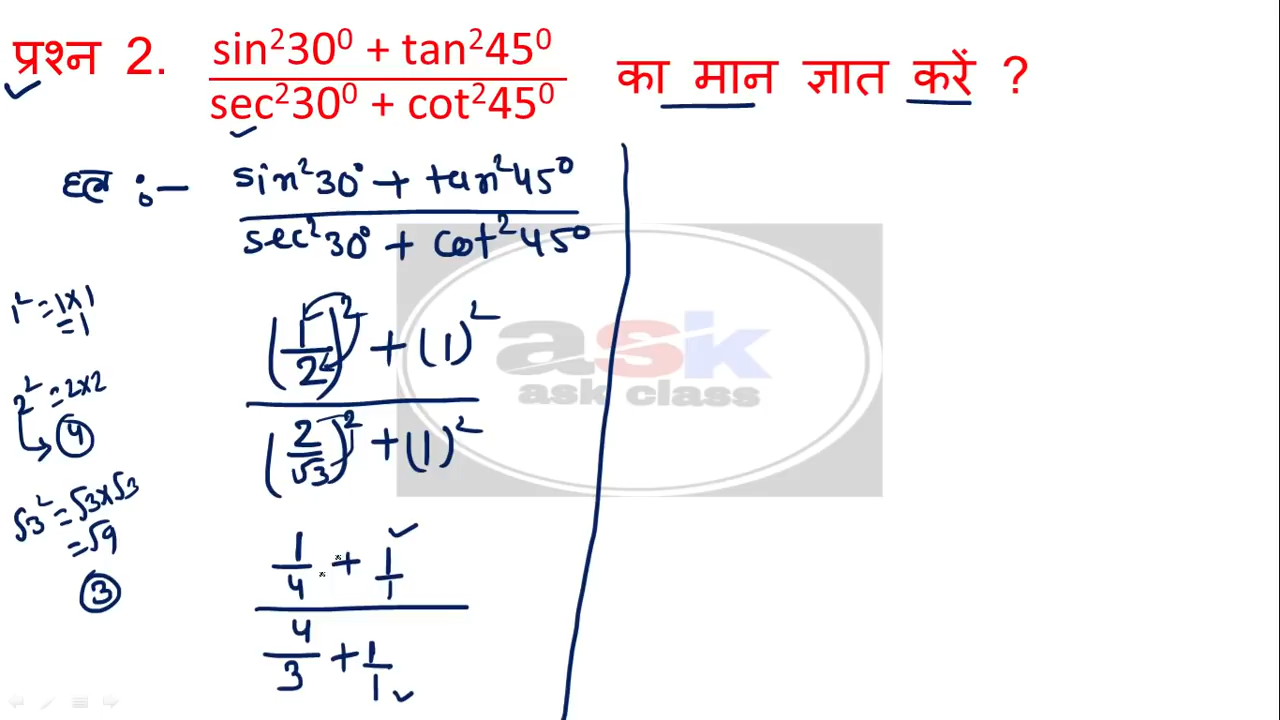 प्रश्न 2. sin²30⁰ + tan²45⁰ / sec²30⁰ + cot²45⁰ का मान ज्ञात करें ?
हल :- sin²30° + tan²45⁰
sec²30° + cot²45⁰
(1/2)² + (1)²
(2/√3)² + (1)²
1/4 + 1/1
4/3 + 1/1
1² = 1×1
= 1
2² = 2×2
4
√3² = √3×√3
= √9
3
ask
ask class